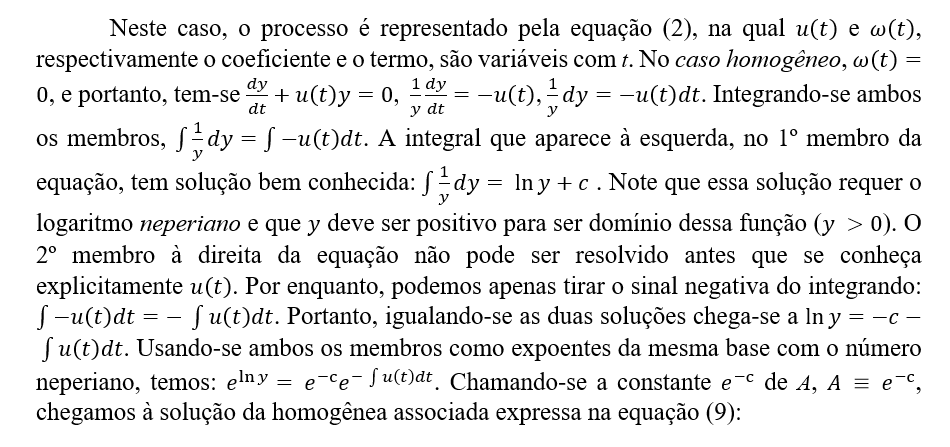 Neste caso, o processo é representado pela equação (2), na qual u(t) e ω(t),
respectivamente o coeficiente e o termo, são variáveis com t. No caso homogêneo, ω(t) =
0, e portanto, tem-se dy/dt + u(t)y = 0, 1/y dy/dt = −u(t), 1/y dy = −u(t)dt. Integrando-se ambos
os membros, ∫ 1/y dy = ∫ −u(t)dt. A integral que aparece à esquerda, no 1º membro da
equação, tem solução bem conhecida: ∫ 1/y dy = ln y + c . Note que essa solução requer o
logaritmo neperiano e que y deve ser positivo para ser domínio dessa função (y > 0). O
2º membro à direita da equação não pode ser resolvido antes que se conheça
explicitamente u(t). Por enquanto, podemos apenas tirar o sinal negativa do integrando:
∫ −u(t)dt = − ∫ u(t)dt. Portanto, igualando-se as duas soluções chega-se a ln y = −c −
∫ u(t)dt. Usando-se ambos os membros como expoentes da mesma base com o número
neperiano, temos: e^{ln y} = e^{−c}e^{− ∫ u(t)dt}. Chamando-se a constante e^{−c} de A, A ≡ e^{−c},
chegamos à solução da homogênea associada expressa na equação (9):